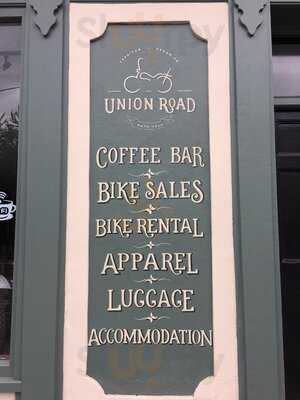 UNION ROAD
COFFEE BAR
BIKE SALES
BIKE RENTAL
APPAREL
LUGGAGE
ACCOMMODATION